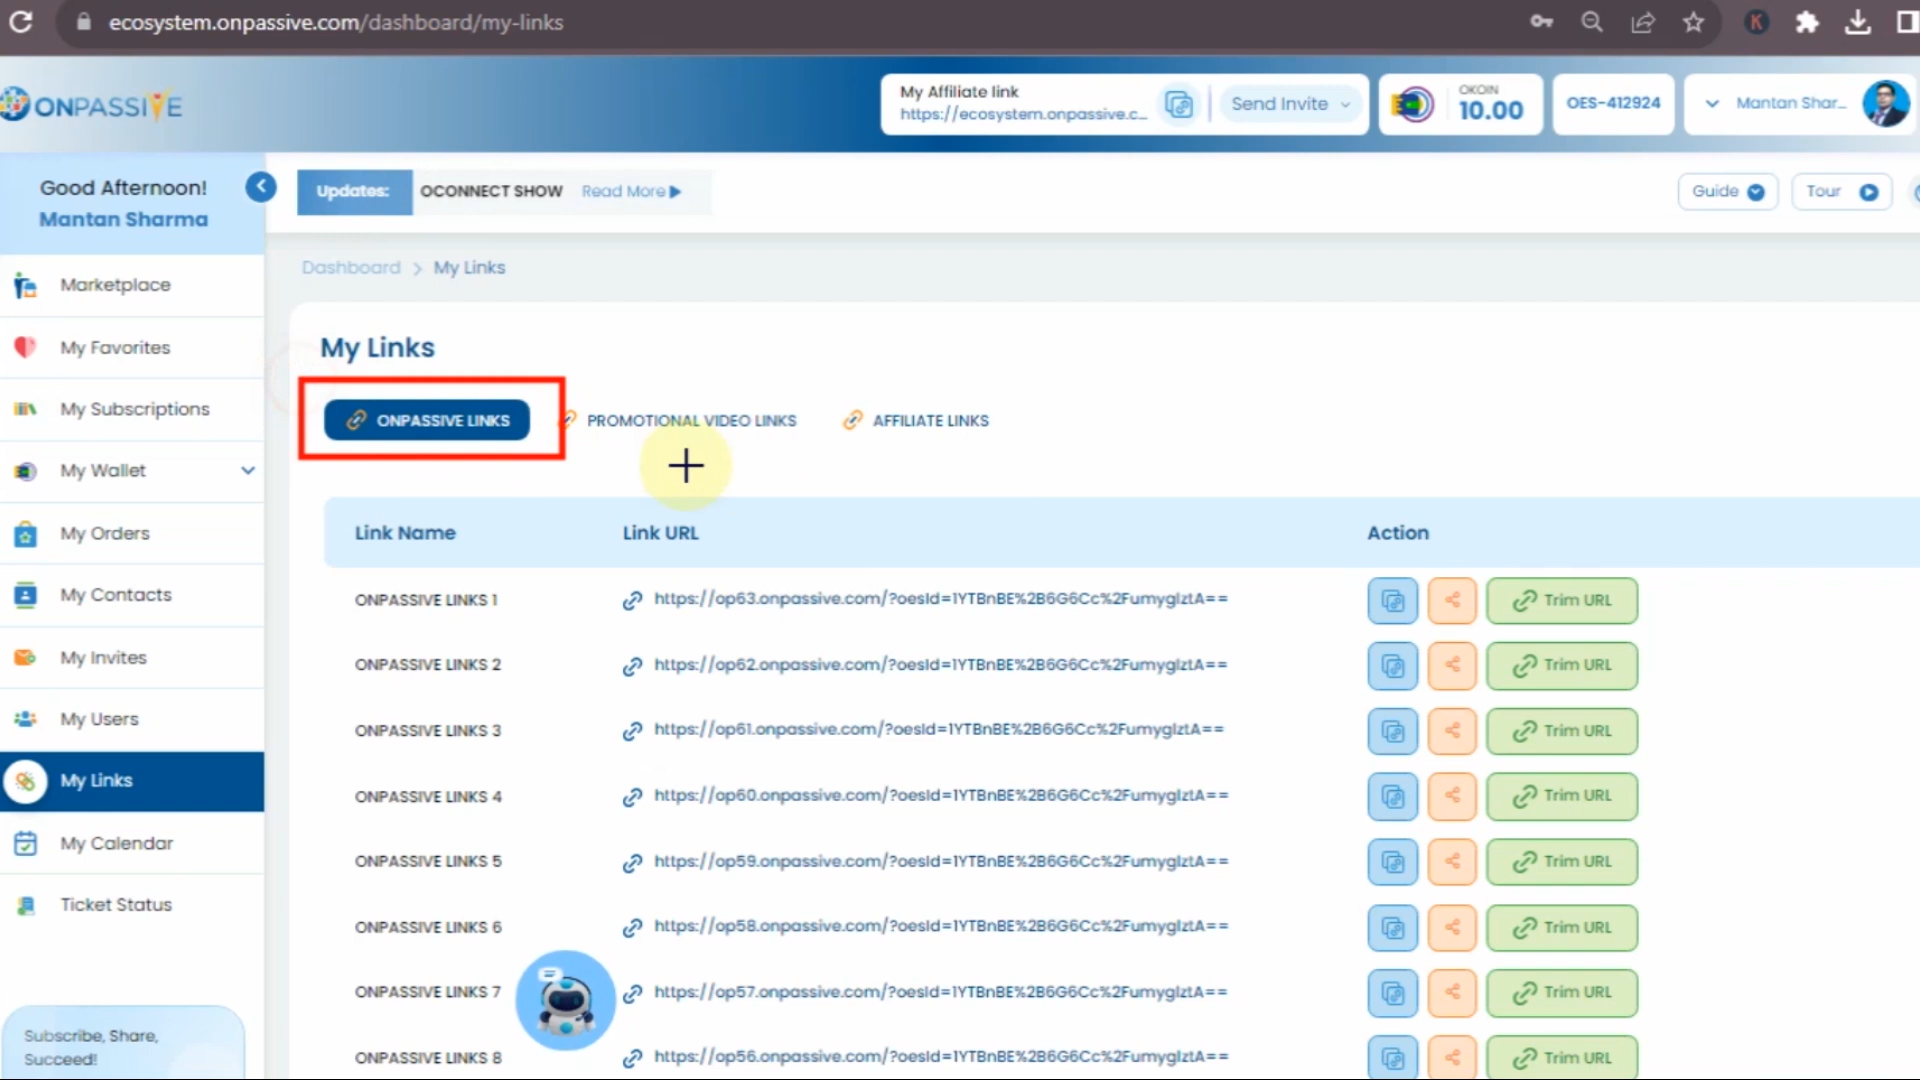 ecosystem.onpassive.com/dashboard/my-links
K
ONPASSIVE
My Affiliate link
https://ecosystem.onpassive.c...
Send Invite
OKOIN
10.00
OES-412924
Mantan Shar...
Good Afternoon!
Mantan Sharma
Updates:
OCONNECT SHOW
Read More
Guide
Tour
Dashboard > My Links
Marketplace
My Favorites
My Subscriptions
My Wallet
My Orders
My Contacts
My Invites
My Users
My Links
My Calendar
Ticket Status
Subscribe, Share,
Succeed!
My Links
ONPASSIVE LINKS
PROMOTIONAL VIDEO LINKS
AFFILIATE LINKS
Link Name Link URL Action
ONPASSIVE LINKS 1 https://op63.onpassive.com/?oesId=1YTBnBE%2B6G6Cc%2FumygIztA== Trim URL
ONPASSIVE LINKS 2 https://op62.onpassive.com/?oesId=1YTBnBE%2B6G6Cc%2FumygIztA== Trim URL
ONPASSIVE LINKS 3 https://op61.onpassive.com/?oesId=1YTBnBE%2B6G6Cc%2FumygIztA== Trim URL
ONPASSIVE LINKS 4 https://op60.onpassive.com/?oesId=1YTBnBE%2B6G6Cc%2FumygIztA== Trim URL
ONPASSIVE LINKS 5 https://op59.onpassive.com/?oesId=1YTBnBE%2B6G6Cc%2FumygIztA== Trim URL
ONPASSIVE LINKS 6 https://op58.onpassive.com/?oesId=1YTBnBE%2B6G6Cc%2FumygIztA== Trim URL
ONPASSIVE LINKS 7 https://op57.onpassive.com/?oesId=1YTBnBE%2B6G6Cc%2FumygIztA== Trim URL
ONPASSIVE LINKS 8 https://op56.onpassive.com/?oesId=1YTBnBE%2B6G6Cc%2FumygIztA== Trim URL